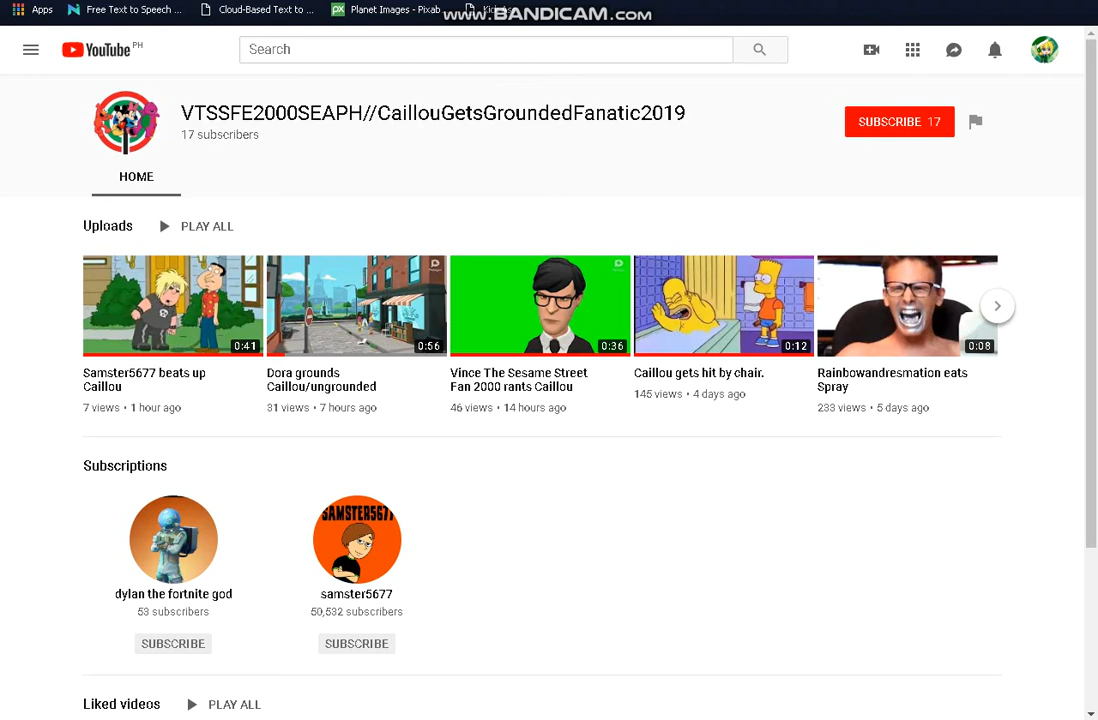 Apps
Free Text to Speech ...
Cloud-Based Text to ...
Planet Images - Pixab
www.BANDICAM.com
YouTube PH
Search
VTSSFE2000SEAPH//CaillouGetsGroundedFanatic2019
17 subscribers
SUBSCRIBE 17
HOME
Uploads
PLAY ALL
0:41
0:56
0:36
0:12
0:08
Samster5677 beats up
Caillou
7 views • 1 hour ago
Dora grounds
Caillou/ungrounded
31 views • 7 hours ago
Vince The Sesame Street
Fan 2000 rants Caillou
46 views • 14 hours ago
Caillou gets hit by chair.
145 views • 4 days ago
Rainbowandresmation eats
Spray
233 views • 5 days ago
Subscriptions
SAMSTER5677
dylan the fortnite god
53 subscribers
SUBSCRIBE
samster5677
50,532 subscribers
SUBSCRIBE
Liked videos
PLAY ALL